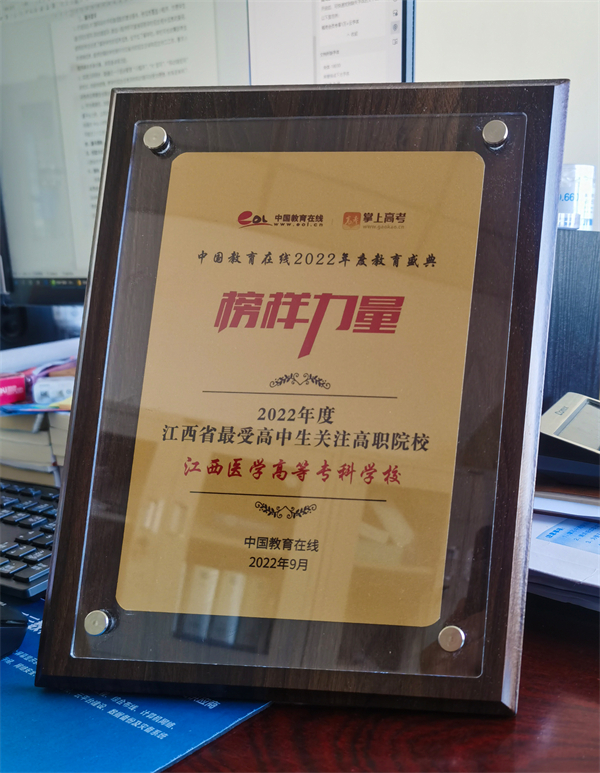 eoL 中国教育在线
www.eol.cn
掌上高考
www.gaokao.cn
中国教育在线2022年度教育盛典
榜样力量
2022年度
江西省最受高中生关注高职院校
江西医学高等专科学校
中国教育在线
2022年9月